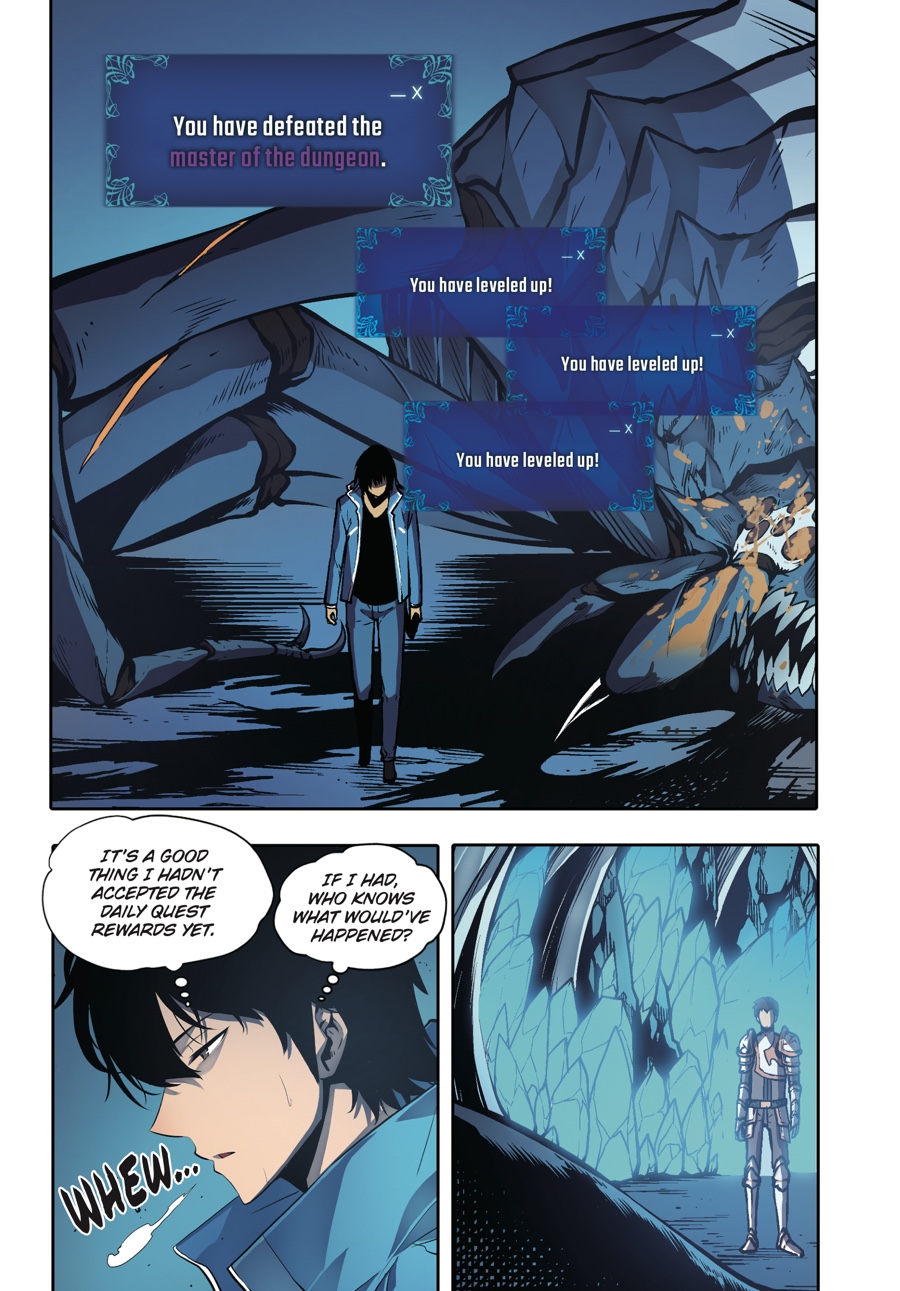 — X
You have defeated the
master of the dungeon.
— X
You have leveled up!
— X
You have leveled up!
— X
You have leveled up!
IT'S A GOOD
THING I HADN'T
ACCEPTED THE
DAILY QUEST
REWARDS YET.
IF I HAD,
WHO KNOWS
WHAT WOULD'VE
HAPPENED?
WHEW...